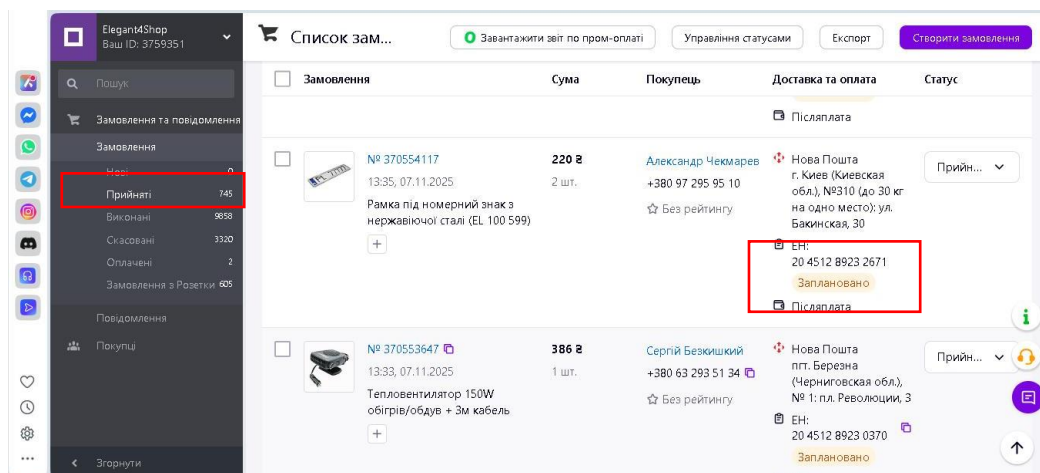 Elegant4Shop
Ваш ID: 3759351
Список зам...
Завантажити звіт по пром-оплаті
Управління статусами
Експорт
Створити замовлення
Пошук
Замовлення та повідомлення
Замовлення
Нові 0
Прийняті 745
Виконані 9858
Скасовані 3320
Оплачені 2
Замовлення з Розетки 605
Повідомлення
Покупці
Згорнути
Замовлення Сума Покупець Доставка та оплата Статус
Післяплата
№ 370554117
13:35, 07.11.2025
Рамка під номерний знак з
нержавіючої сталі (EL 100 599)
220 ₴
2 шт.
Александр Чекмарев
+380 97 295 95 10
Без рейтингу
Нова Пошта
г. Киев (Киевская
обл.), №310 (до 30 кг
на одно место): ул.
Бакинская, 30
ЕН:
20 4512 8923 2671
Заплановано
Післяплата
Прийн...
№ 370553647
13:33, 07.11.2025
Тепловентилятор 150W
обігрів/обдув + 3м кабель
386 ₴
1 шт.
Сергій Безкишкий
+380 63 293 51 34
Без рейтингу
Нова Пошта
пгт. Березна
(Черниговская обл.),
№ 1: пл. Революции, 3
ЕН:
20 4512 8923 0370
Заплановано
Прийн...